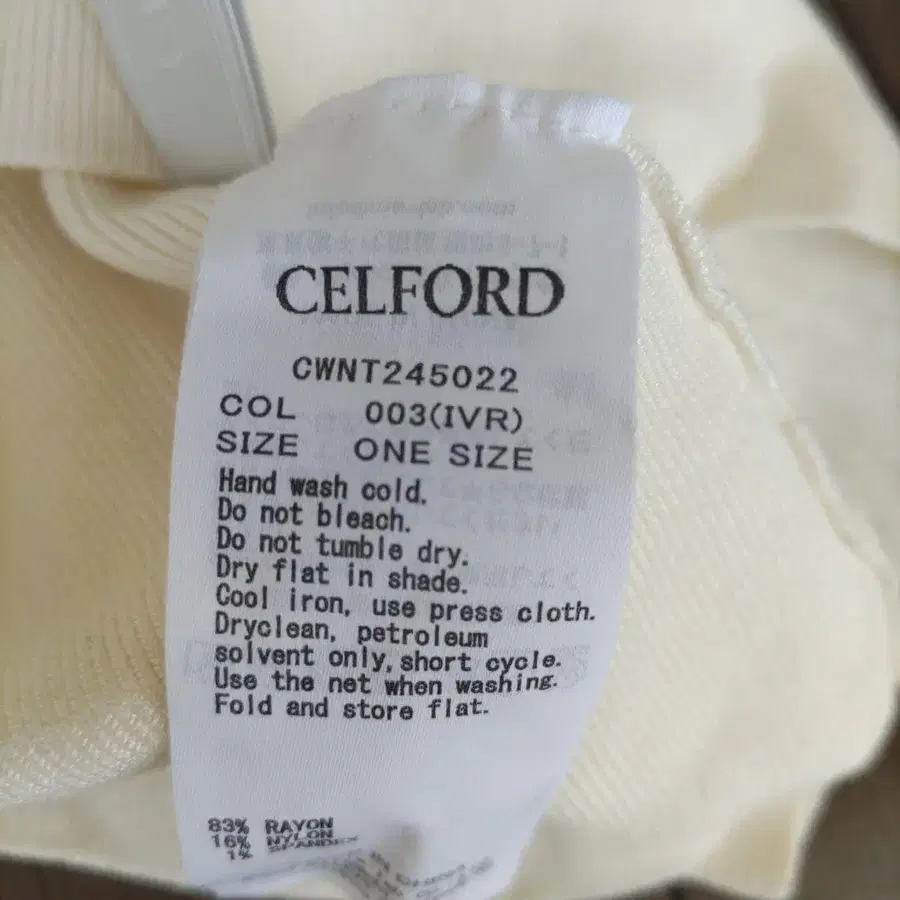 CELFORD
CWNT245022
COL 003(IVR)
SIZE ONE SIZE
Hand wash cold.
Do not bleach.
Do not tumble dry.
Dry flat in shade.
Cool iron, use press cloth.
Dryclean, petroleum
solvent only,short cycle.
Use the net when washing.
Fold and store flat.
83% RAYON
16% NYLON
1% SPANDEX